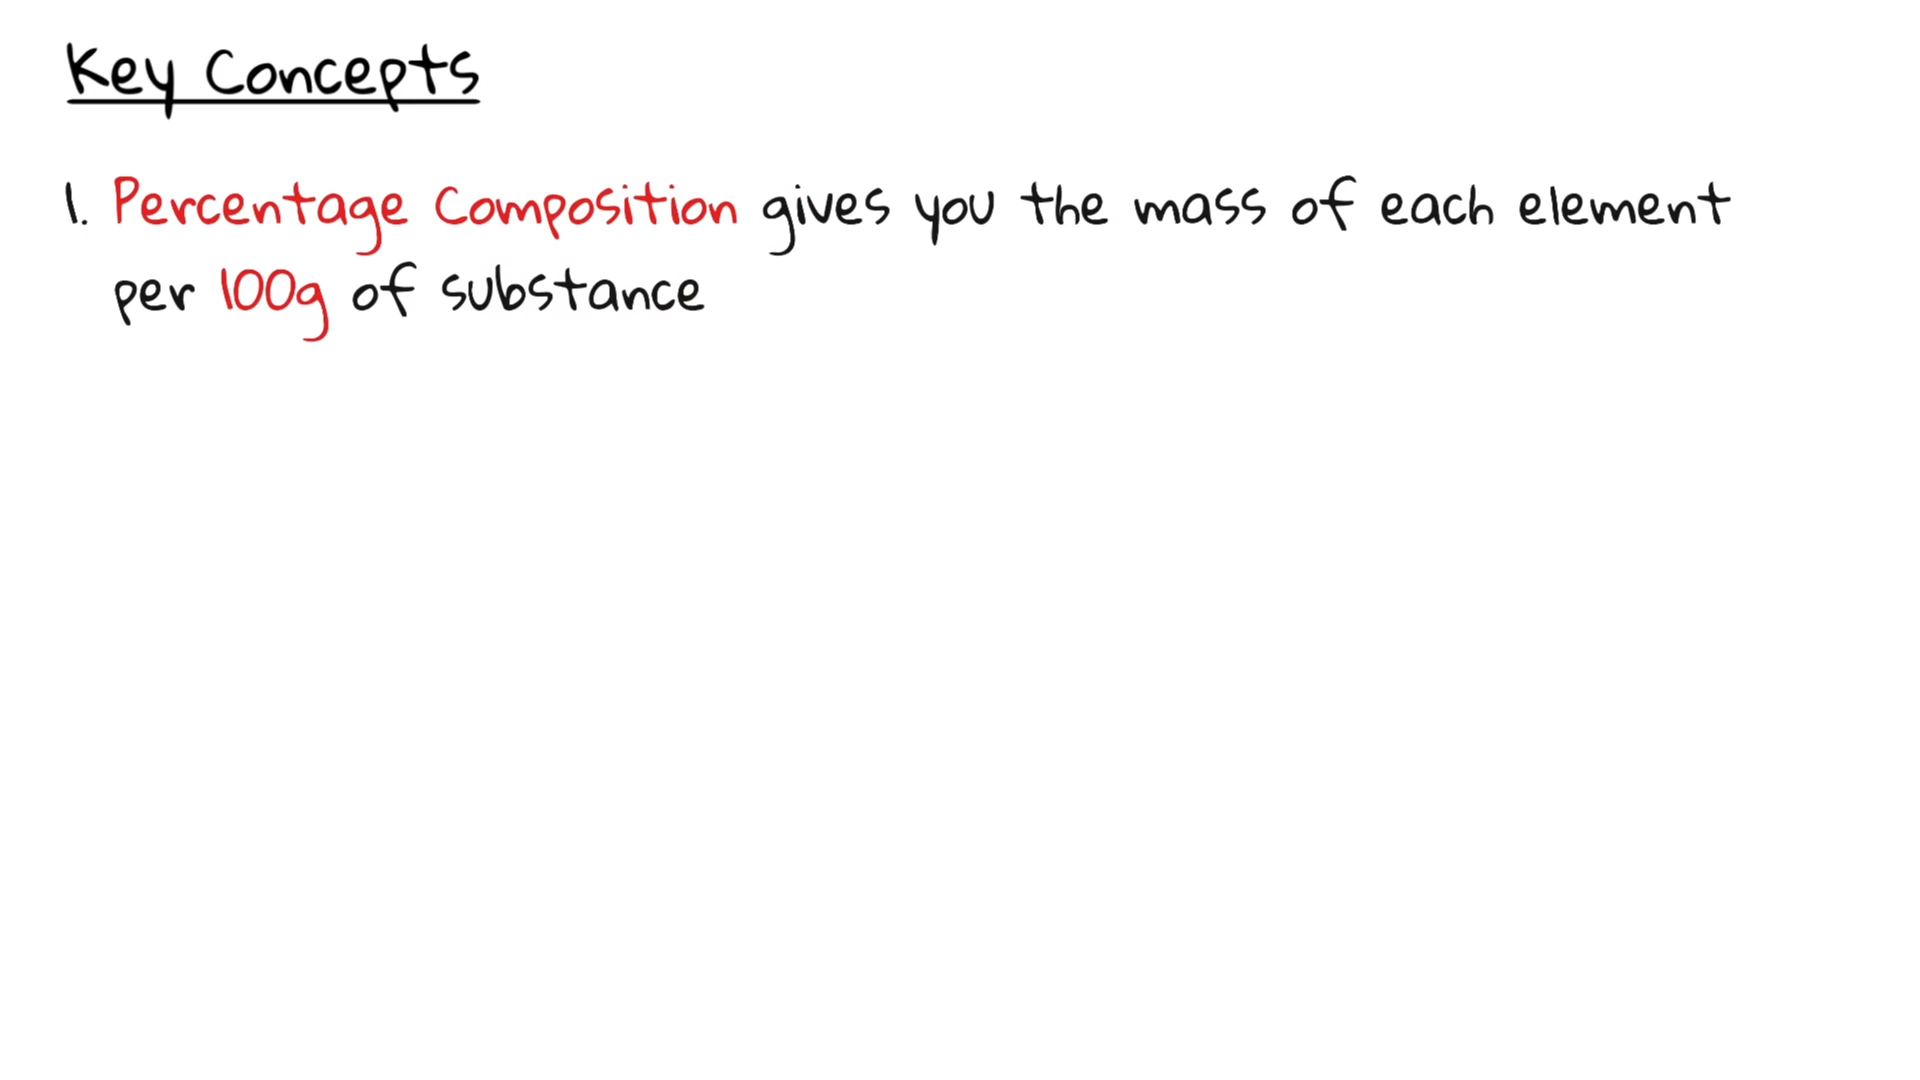 Key Concepts
1. Percentage Composition gives you the mass of each element
per 100g of substance